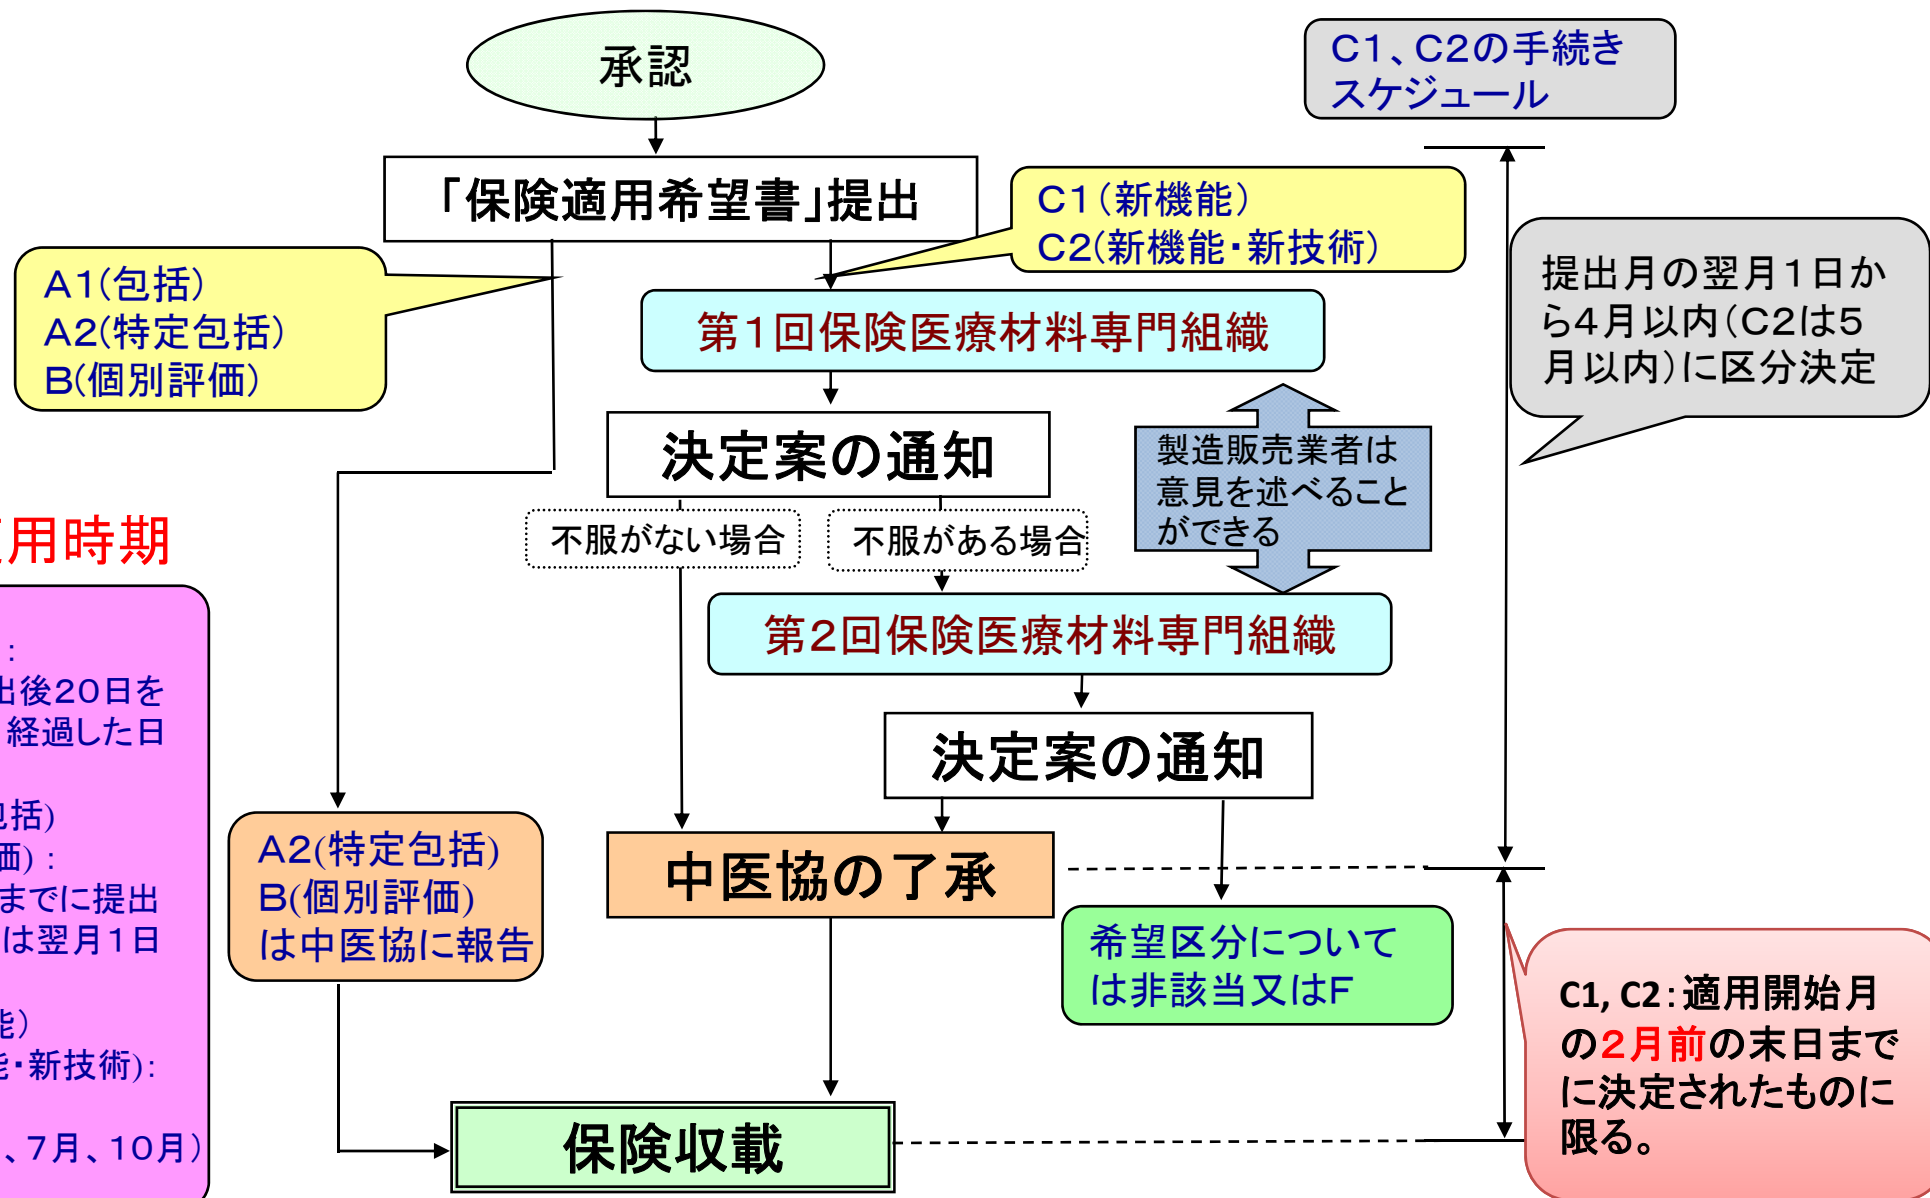 承認
C1、C2の手続き
スケジュール
「保険適用希望書」提出
C1(新機能)
C2(新機能・新技術)
A1(包括)
A2(特定包括)
B(個別評価)
提出月の翌月1日か
ら4月以内(C2は5
月以内)に区分決定
第1回保険医療材料専門組織
決定案の通知
製造販売業者は
意見を述べること
ができる
不服がない場合
不服がある場合
用時期
第2回保険医療材料専門組織
:
出後20日を
経過した日
包括)
価):
までに提出
は翌月1日
能)
能・新技術):
、7月、10月)
決定案の通知
A2(特定包括)
B(個別評価)
は中医協に報告
中医協の了承
希望区分について
は非該当又はF
C1, C2:適用開始月
の2月前の末日まで
に決定されたものに
限る。
保険収載